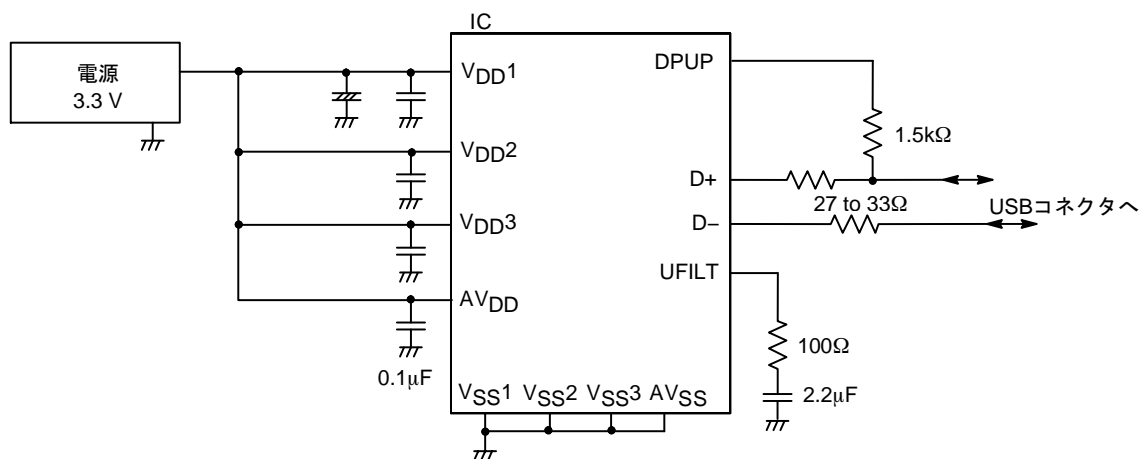 IC
電源
3.3 V
VDD1
VDD2
VDD3
AVDD
0.1μF
VSS1 VSS2 VSS3 AVSS
DPUP
1.5kΩ
D+
27 to 33Ω
D–
USBコネクタへ
UFILT
100Ω
2.2μF